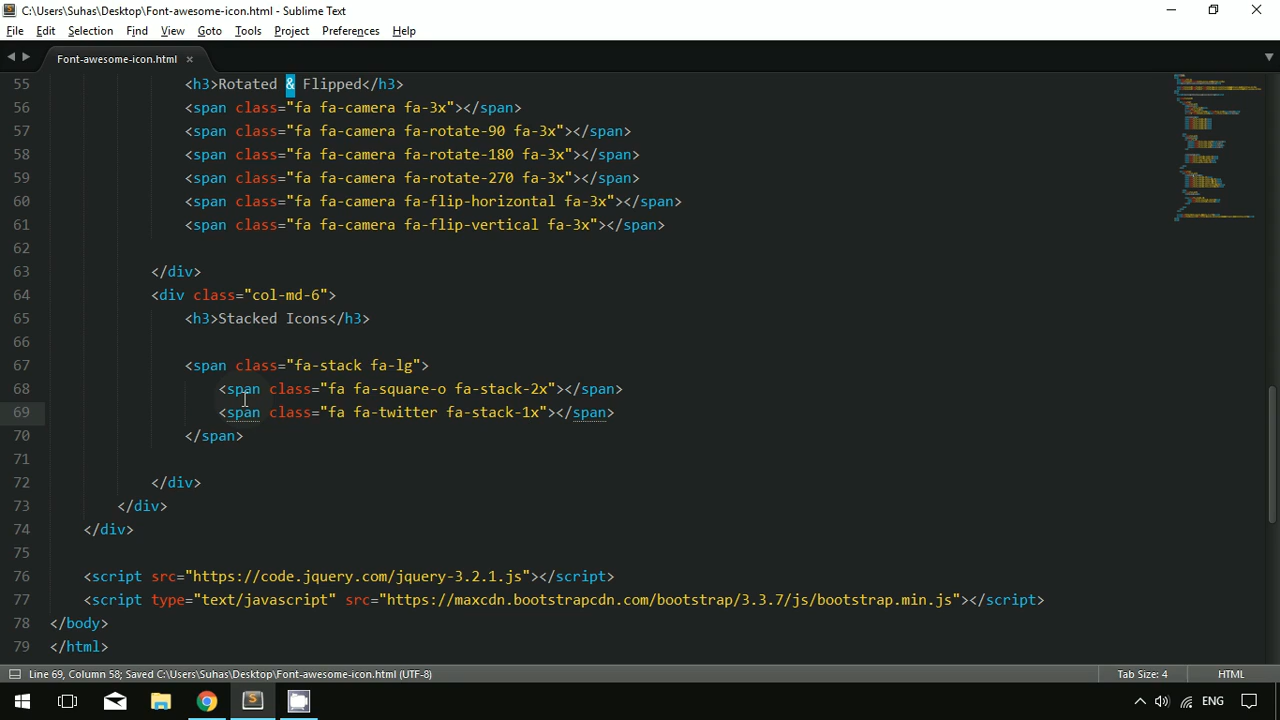 C:\Users\Suhas\Desktop\Font-awesome-icon.html - Sublime Text
File Edit Selection Find View Goto Tools Project Preferences Help
Font-awesome-icon.html ×
55 <h3>Rotated & Flipped</h3>
56 <span class="fa fa-camera fa-3x"></span>
57 <span class="fa fa-camera fa-rotate-90 fa-3x"></span>
58 <span class="fa fa-camera fa-rotate-180 fa-3x"></span>
59 <span class="fa fa-camera fa-rotate-270 fa-3x"></span>
60 <span class="fa fa-camera fa-flip-horizontal fa-3x"></span>
61 <span class="fa fa-camera fa-flip-vertical fa-3x"></span>
62
63 </div>
64 <div class="col-md-6">
65 <h3>Stacked Icons</h3>
66
67 <span class="fa-stack fa-lg">
68 <span class="fa fa-square-o fa-stack-2x"></span>
69 <span class="fa fa-twitter fa-stack-1x"></span>
70 </span>
71
72 </div>
73 </div>
74 </div>
75
76 <script src="https://code.jquery.com/jquery-3.2.1.js"></script>
77 <script type="text/javascript" src="https://maxcdn.bootstrapcdn.com/bootstrap/3.3.7/js/bootstrap.min.js"></script>
78 </body>
79 </html>
Line 69, Column 58; Saved C:\Users\Suhas\Desktop\Font-awesome-icon.html (UTF-8) Tab Size: 4 HTML
ENG